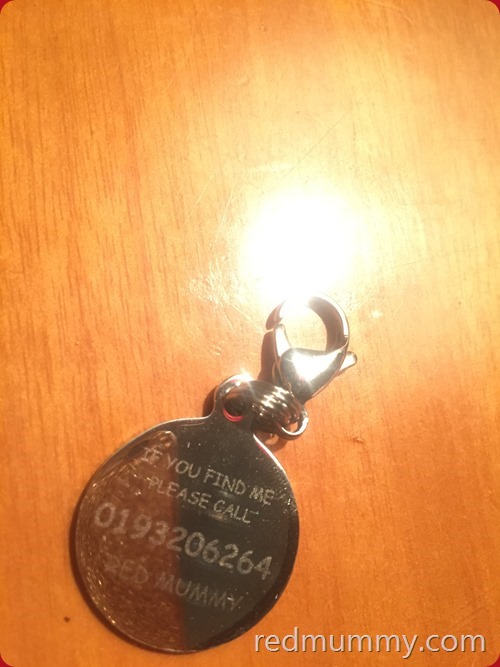 IF YOU FIND ME
PLEASE CALL
0193206264
RED MUMMY
redmummy.com